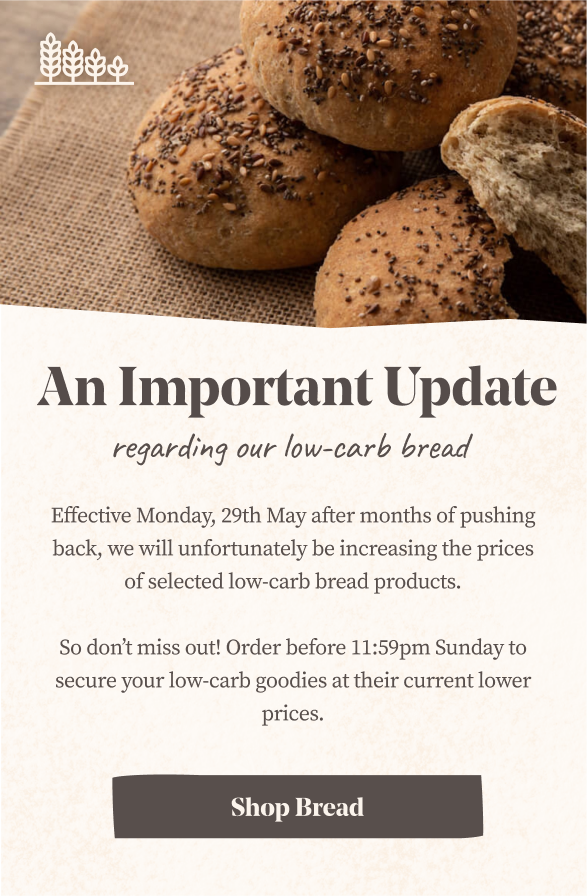 An Important Update
regarding our low-carb bread
Effective Monday, 29th May after months of pushing
back, we will unfortunately be increasing the prices
of selected low-carb bread products.
So don’t miss out! Order before 11:59pm Sunday to
secure your low-carb goodies at their current lower
prices.
Shop Bread